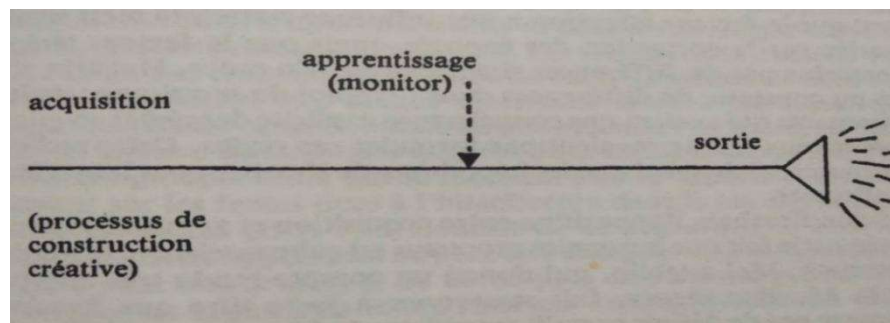 apprentissage
(monitor)
acquisition
sortie
(processus de
construction
créative)